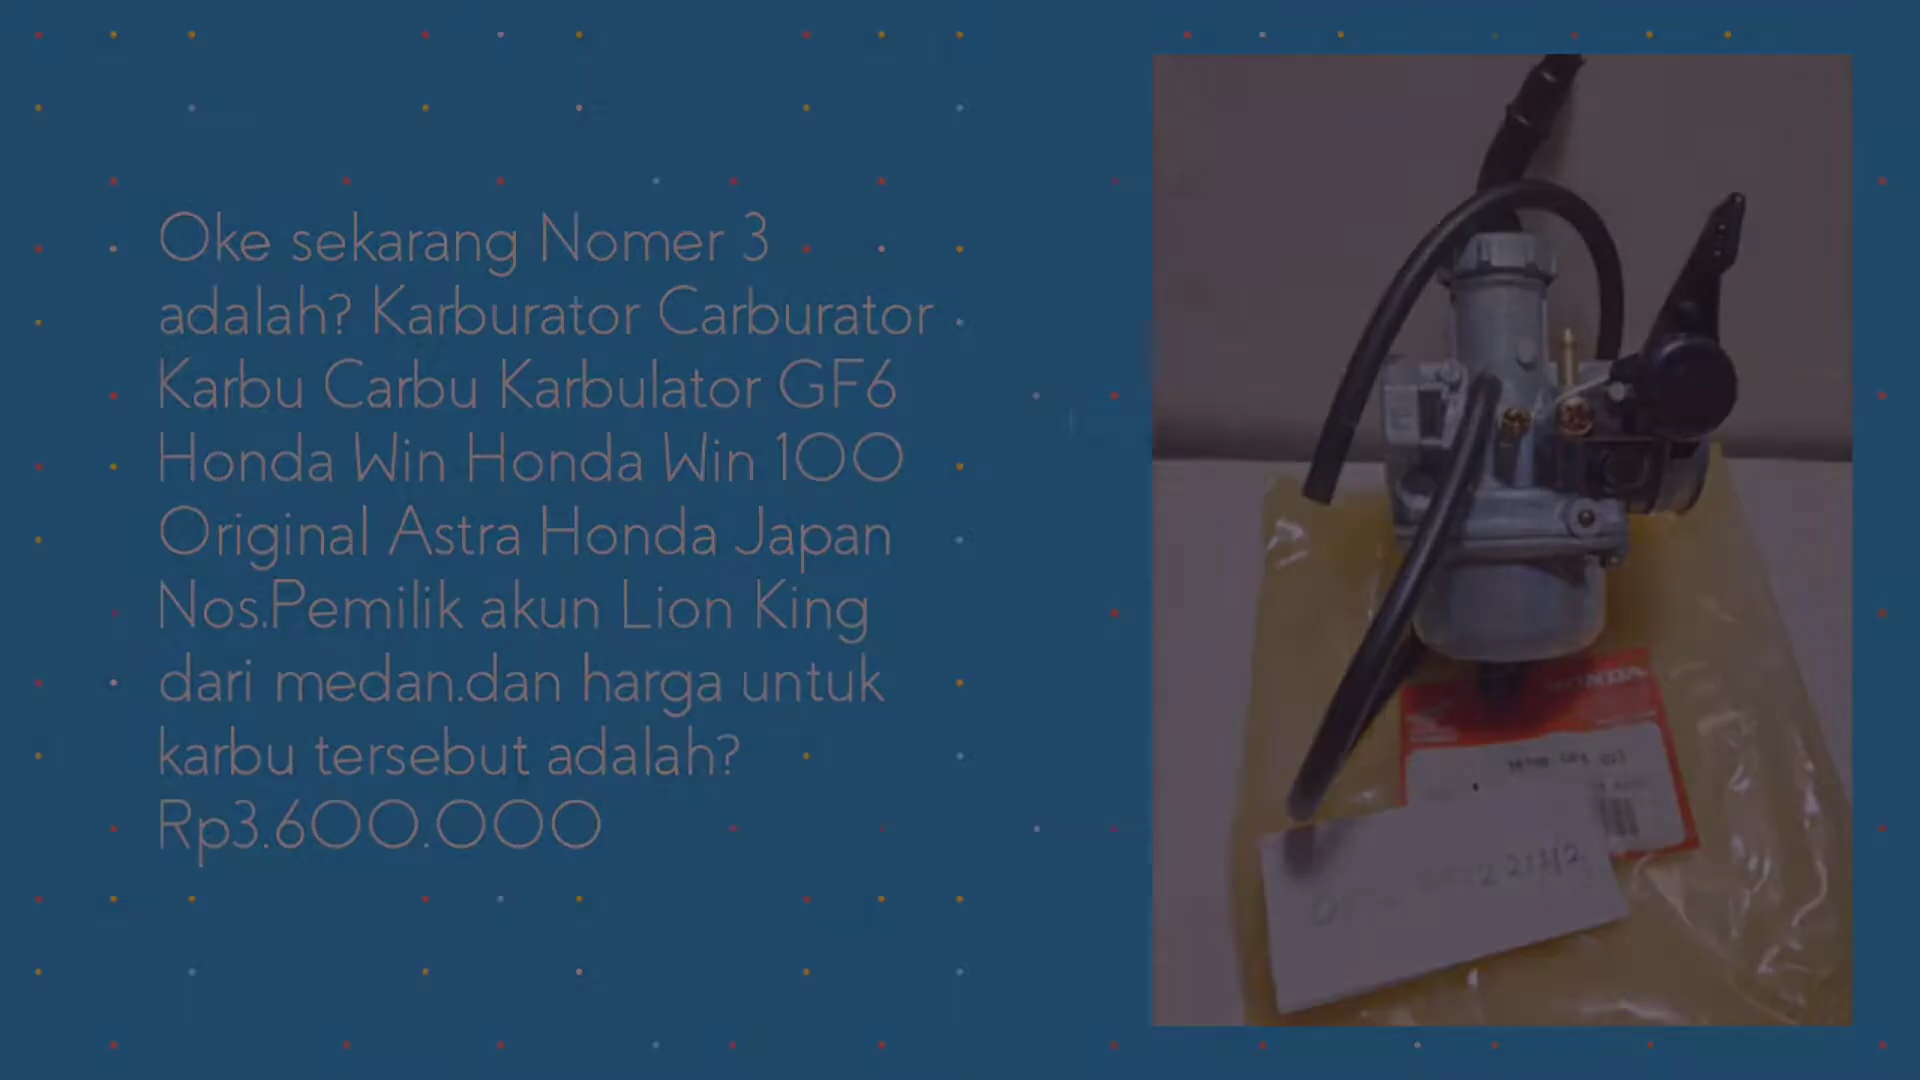 Oke sekarang Nomer 3
adalah? Karburator Carburator
Karbu Carbu Karbulator GF6
Honda Win Honda Win 100
Original Astra Honda Japan
Nos.Pemilik akun Lion King
dari medan.dan harga untuk
karbu tersebut adalah?
Rp3.600.000
HONDA